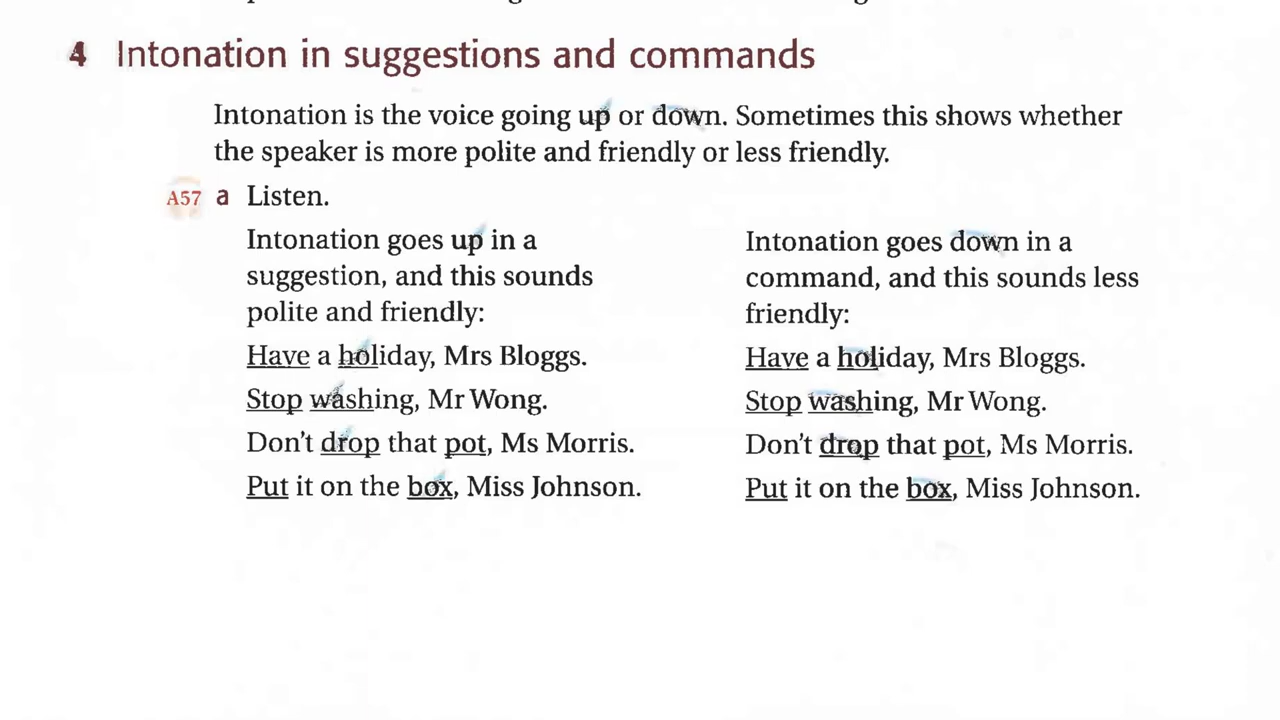 4 Intonation in suggestions and commands
Intonation is the voice going up or down. Sometimes this shows whether
the speaker is more polite and friendly or less friendly.
A57 a Listen.
Intonation goes up in a
suggestion, and this sounds
polite and friendly:
Have a holiday, Mrs Bloggs.
Stop washing, Mr Wong.
Don't drop that pot, Ms Morris.
Put it on the box, Miss Johnson.
Intonation goes down in a
command, and this sounds less
friendly:
Have a holiday, Mrs Bloggs.
Stop washing, Mr Wong.
Don't drop that pot, Ms Morris.
Put it on the box, Miss Johnson.